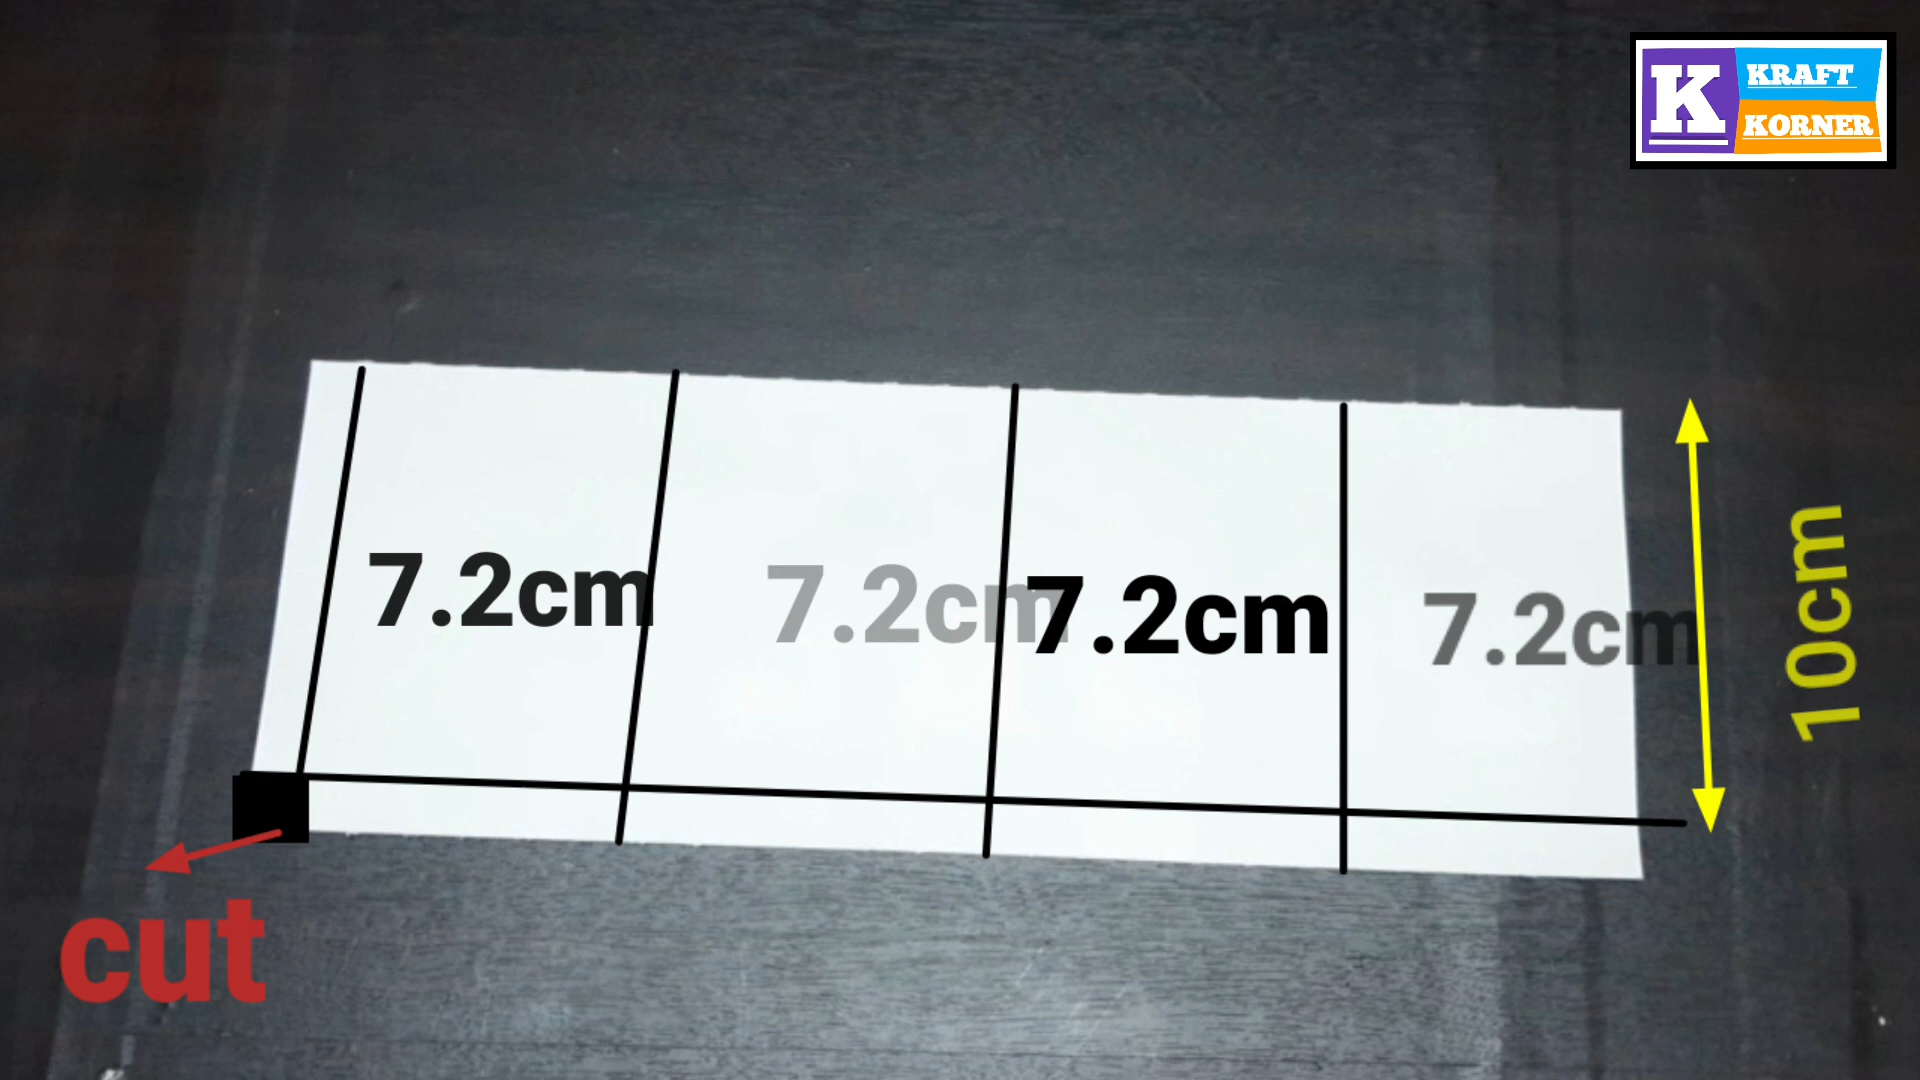 K
KRAFT
KORNER
7.2cm
7.2cm
7.2cm
7.2cm
10cm
cut